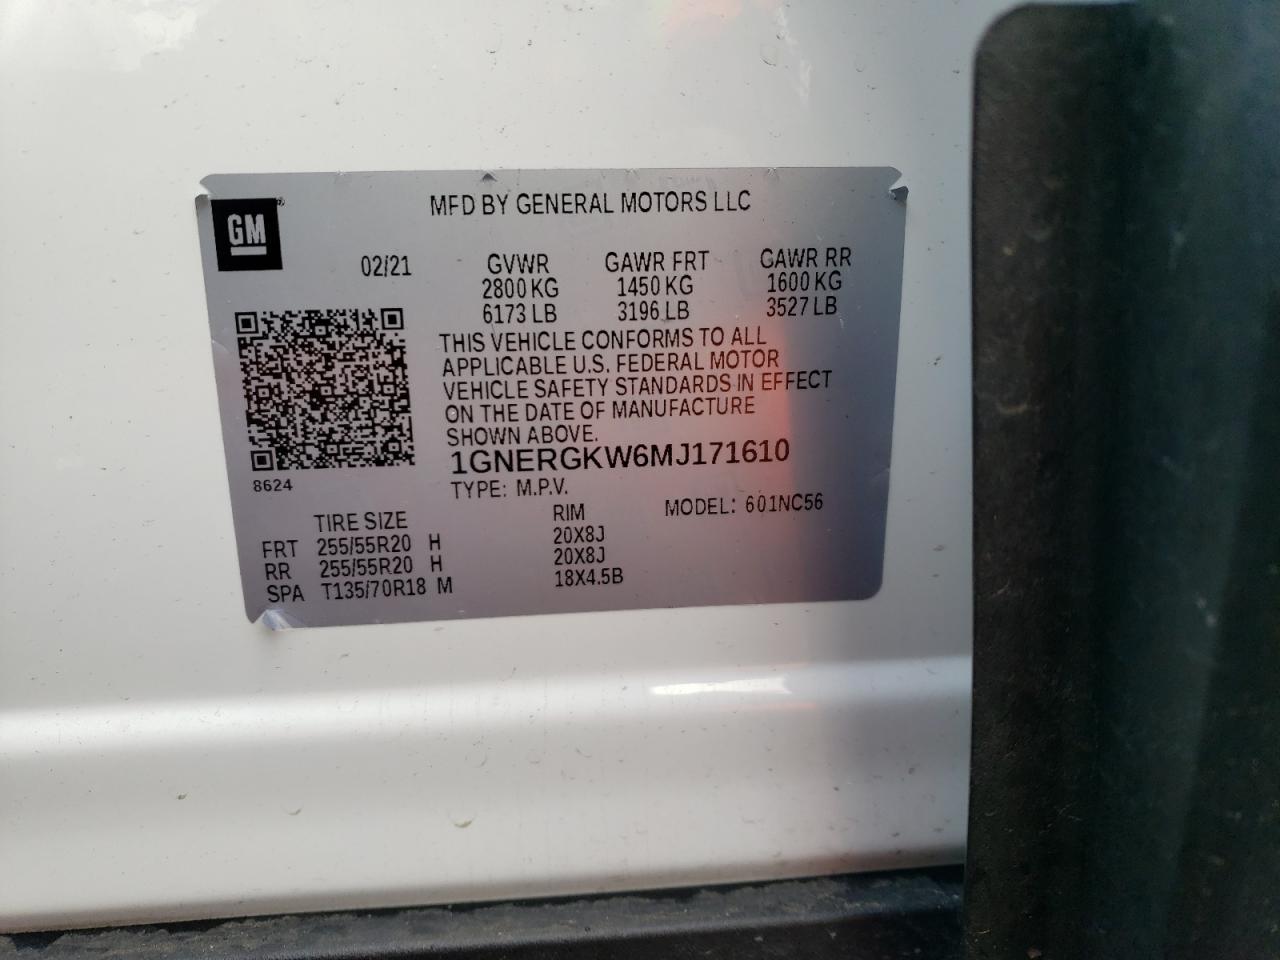 MFD BY GENERAL MOTORS LLC
GM ®
02/21 GVWR GAWR FRT GAWR RR
2800 KG 1450 KG 1600 KG
6173 LB 3196 LB 3527 LB
THIS VEHICLE CONFORMS TO ALL
APPLICABLE U.S. FEDERAL MOTOR
VEHICLE SAFETY STANDARDS IN EFFECT
ON THE DATE OF MANUFACTURE
SHOWN ABOVE.
1GNERGKW6MJ171610
8624
TYPE: M.P.V. MODEL: 601NC56
TIRE SIZE RIM
FRT 255/55R20 H 20X8J
RR 255/55R20 H 20X8J
SPA T135/70R18 M 18X4.5B